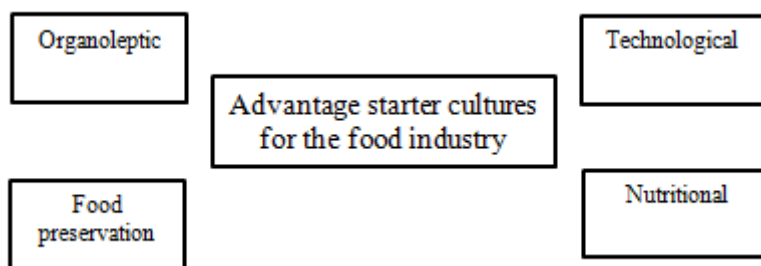 Organoleptic
Technological
Advantage starter cultures
for the food industry
Food
preservation
Nutritional